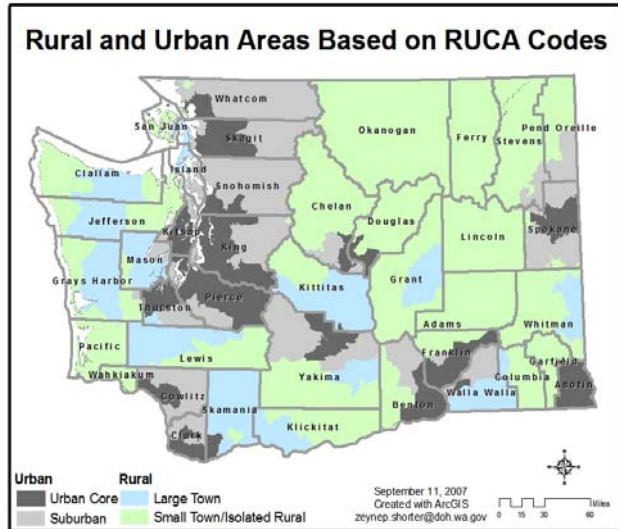 Rural and Urban Areas Based on RUCA Codes
Whatcom
San Juan
Skagit
Okanogan
Ferry
Stevens
Pend Oreille
Island
Clallam
Snohomish
Chelan
Jefferson
Douglas
Kitsap
King
Lincoln
Spokane
Mason
Grays Harbor
Kittitas
Grant
Thurston
Pierce
Adams
Whitman
Pacific
Lewis
Franklin
Garfield
Wahkiakum
Yakima
Columbia
Asotin
Cowlitz
Skamania
Benton
Walla Walla
Clark
Klickitat
Urban Rural
Urban Core Large Town
Suburban Small Town/Isolated Rural
September 11, 2007
Created with ArcGIS
zeynep.shorter@doh.wa.gov
Miles
0 15 30 60